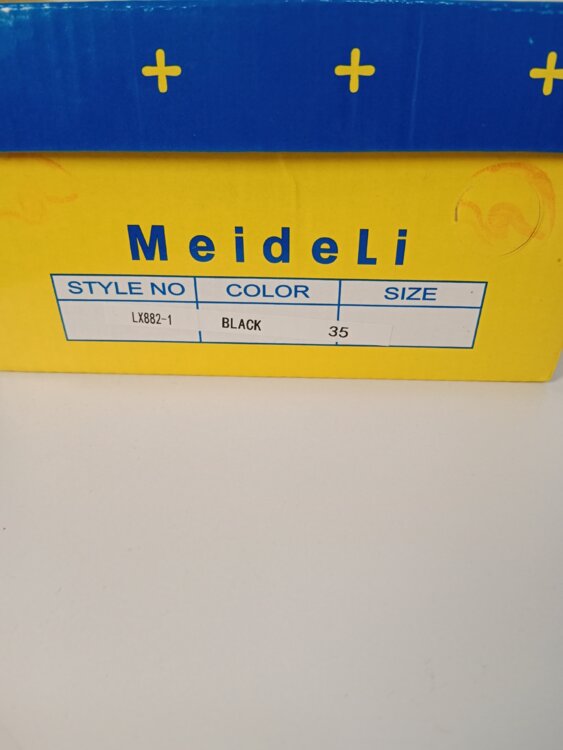 MeideLi
STYLE NO COLOR SIZE
LX882-1 BLACK 35